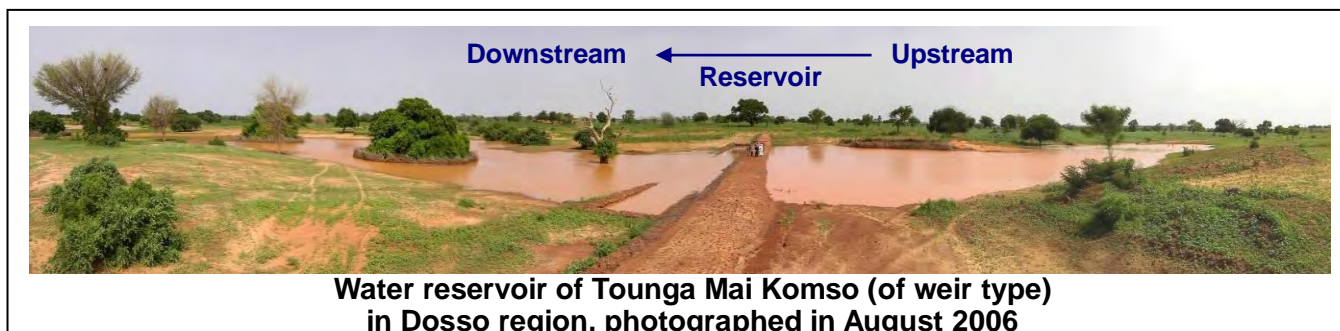 Downstream
Upstream
Reservoir
Water reservoir of Tounga Mai Komso (of weir type)
in Dosso region, photographed in August 2006